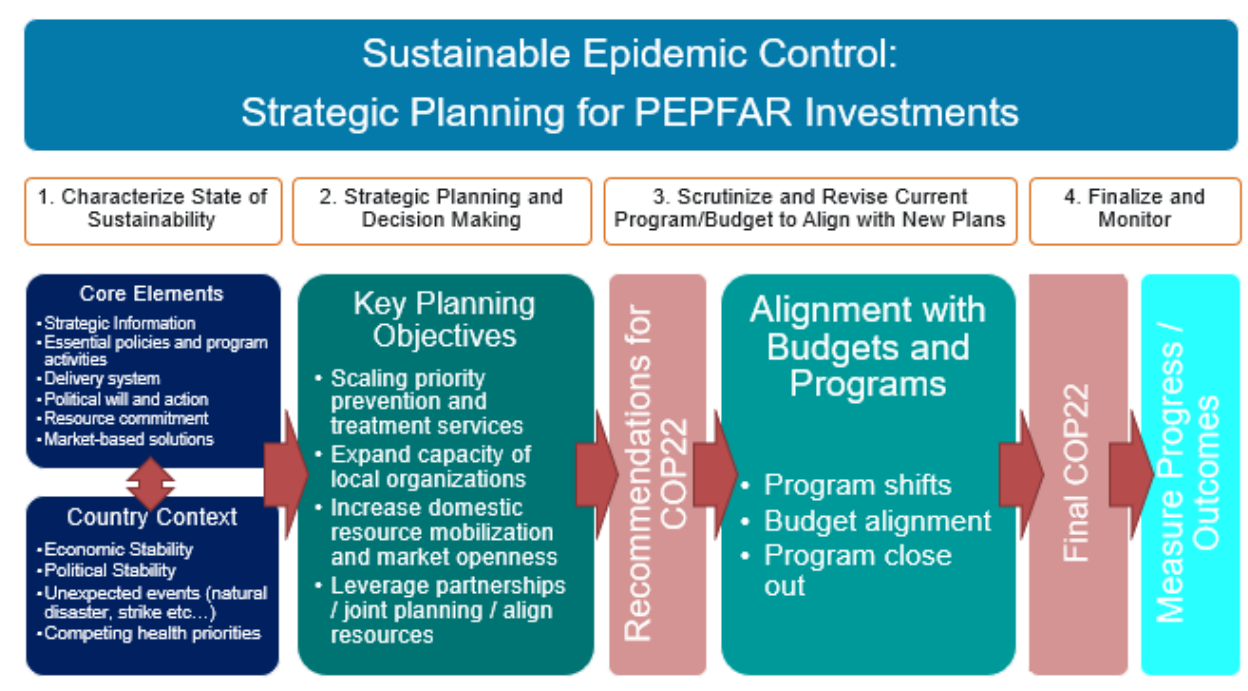 Sustainable Epidemic Control:
Strategic Planning for PEPFAR Investments
1. Characterize State of
Sustainability
2. Strategic Planning and
Decision Making
3. Scrutinize and Revise Current
Program/Budget to Align with New Plans
4. Finalize and
Monitor
Core Elements
▪Strategic Information
▪Essential policies and program
activities
▪Delivery system
▪Political will and action
▪Resource commitment
▪Market-based solutions
Country Context
▪Economic Stability
▪Political Stability
▪Unexpected events (natural
disaster, strike etc…)
▪Competing health priorities
Key Planning
Objectives
• Scaling priority
prevention and
treatment services
• Expand capacity of
local organizations
• Increase domestic
resource mobilization
and market openness
• Leverage partnerships
/ joint planning / align
resources
Recommendations for
COP22
Alignment with
Budgets and
Programs
• Program shifts
• Budget alignment
• Program close
out
Final COP22
Measure Progress /
Outcomes